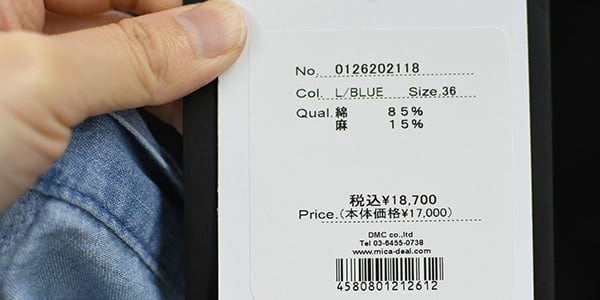 No. 0126202118
Col. L/BLUE Size.36
Qual.綿 85%
麻 15%
税込¥18,700
Price.(本体価格¥17,000)
DMC co.,ltd
Tel 03-6455-0738
www.mica-deal.com
4580801212612